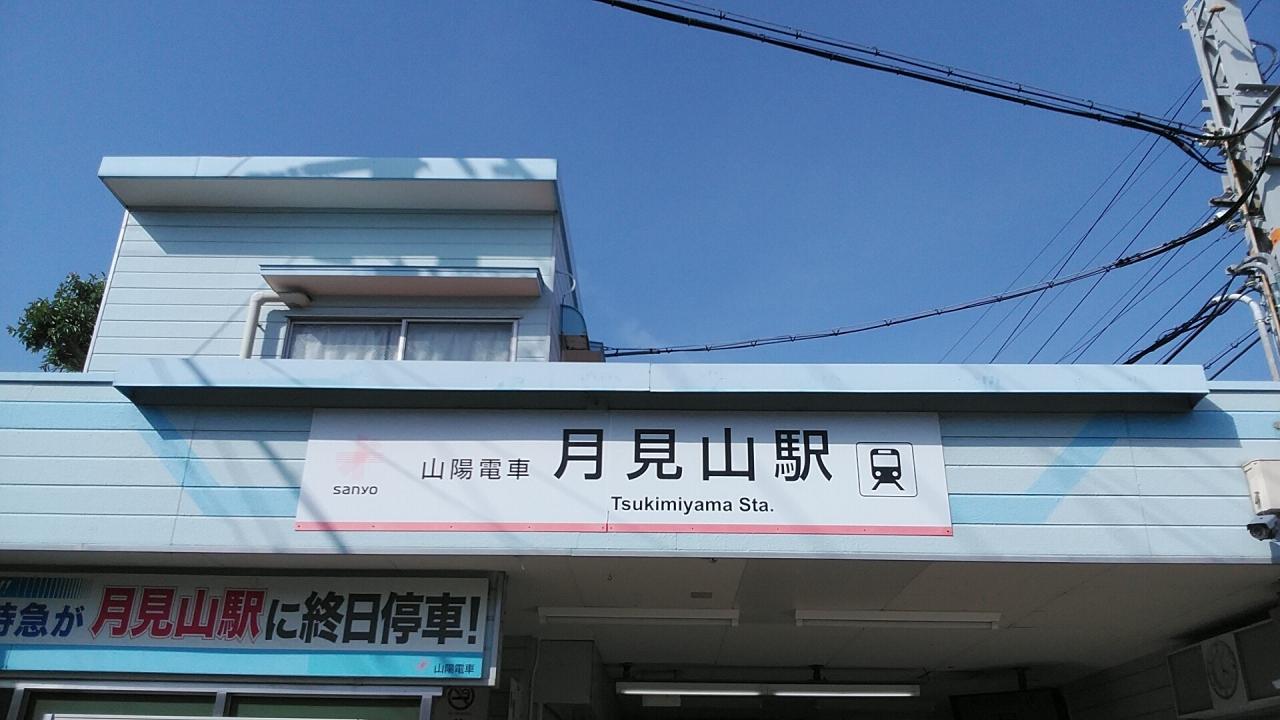 山陽電車 月見山駅
sanyo
Tsukimiyama Sta.
特急が 月見山駅に終日停車!
山陽電車